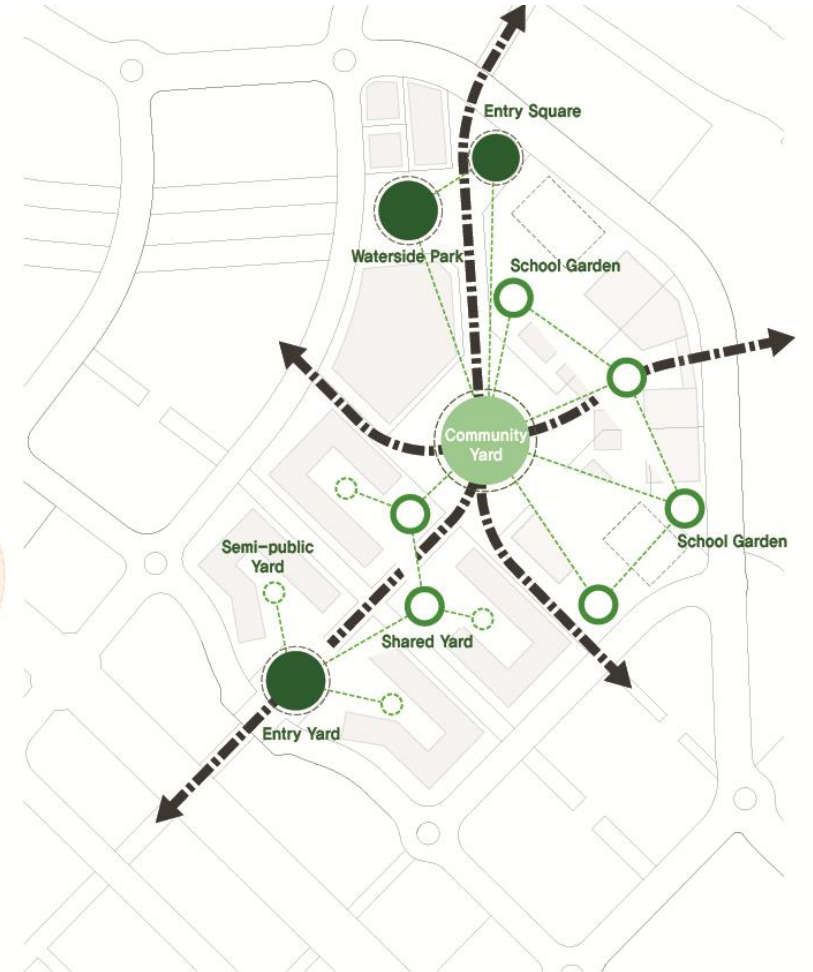 Entry Square
Waterside Park
School Garden
Community
Yard
School Garden
Semi-public
Yard
Shared Yard
Entry Yard